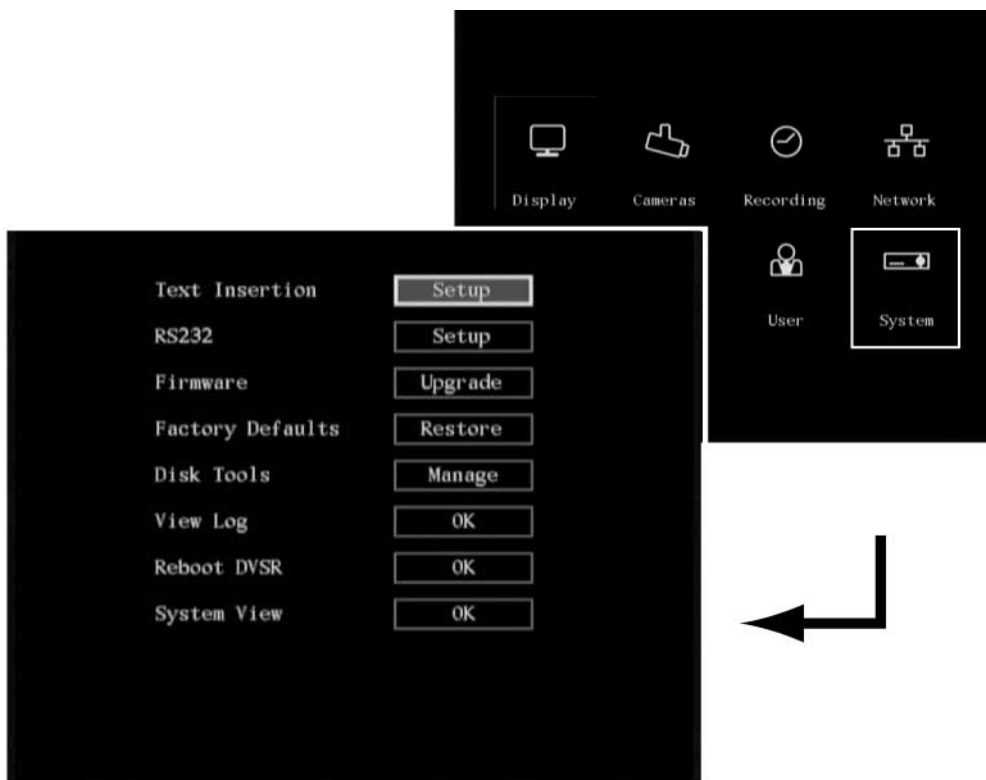 Display Cameras Recording Network
User System
Text Insertion Setup
RS232 Setup
Firmware Upgrade
Factory Defaults Restore
Disk Tools Manage
View Log OK
Reboot DVSR OK
System View OK